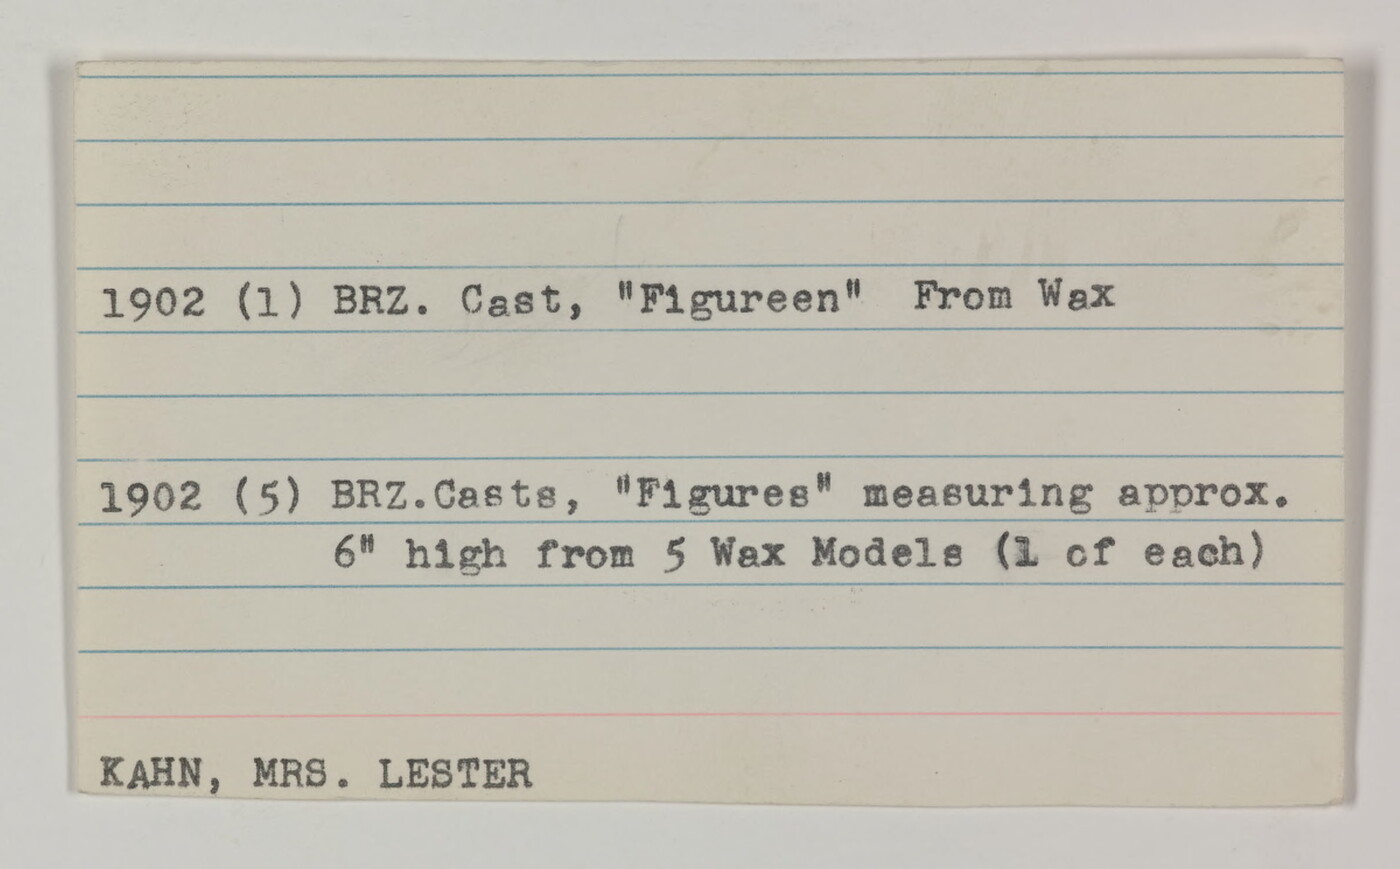 1902 (1) BRZ. Cast, "Figureen" From Wax
1902 (5) BRZ.Casts, "Figures" measuring approx.
6" high from 5 Wax Models (1 of each)
KAHN, MRS. LESTER